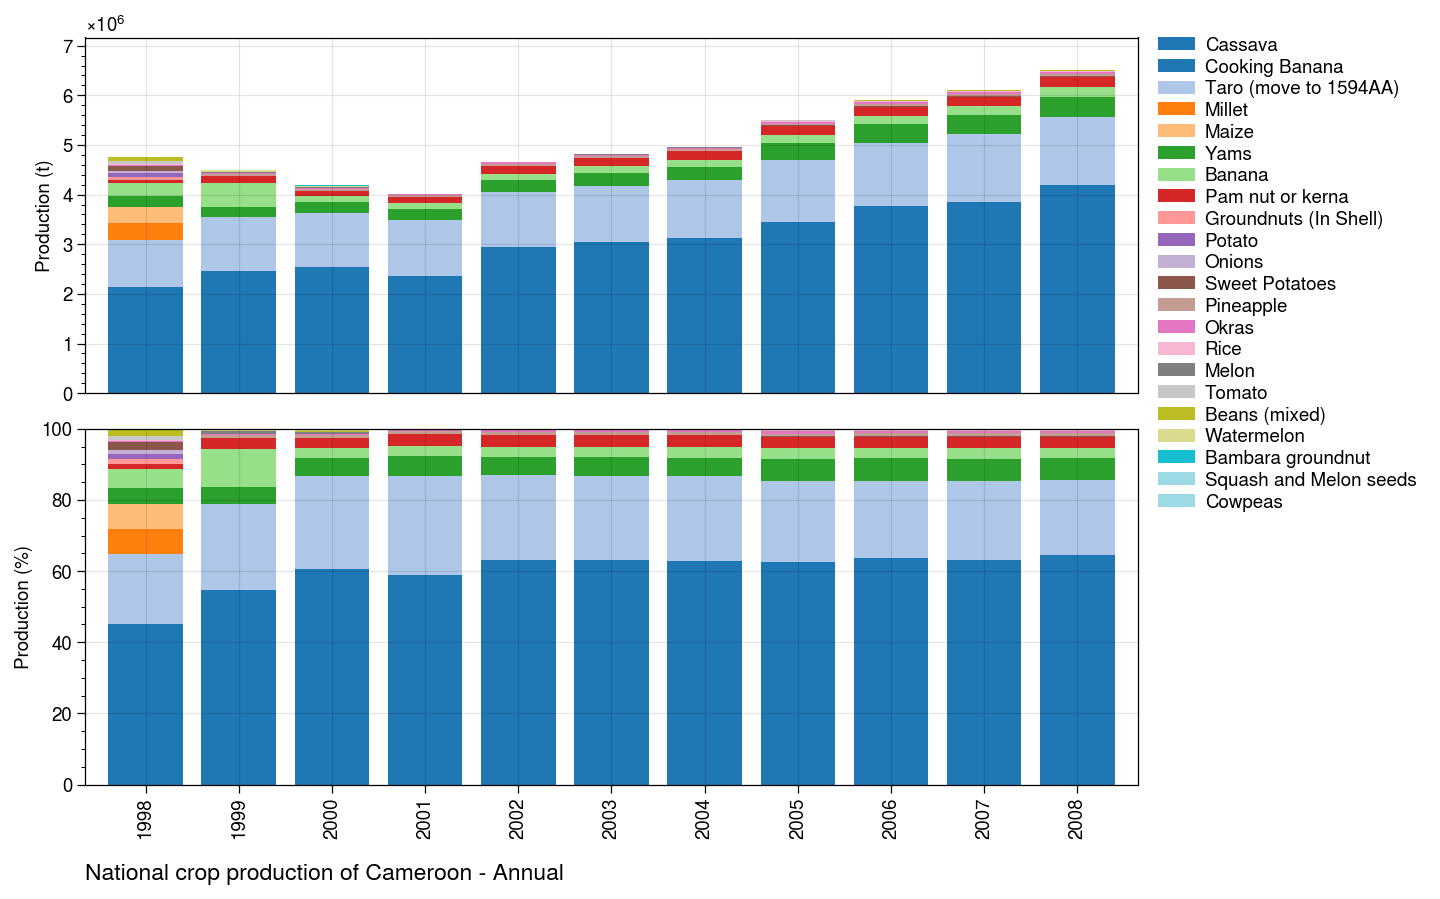 ×10⁶
7
6
5
4
3
2
1
0
Production (t)
Cassava
Cooking Banana
Taro (move to 1594AA)
Millet
Maize
Yams
Banana
Pam nut or kerna
Groundnuts (In Shell)
Potato
Onions
Sweet Potatoes
Pineapple
Okras
Rice
Melon
Tomato
Beans (mixed)
Watermelon
Bambara groundnut
Squash and Melon seeds
Cowpeas
100
80
60
40
20
0
Production (%)
1998
1999
2000
2001
2002
2003
2004
2005
2006
2007
2008
National crop production of Cameroon - Annual